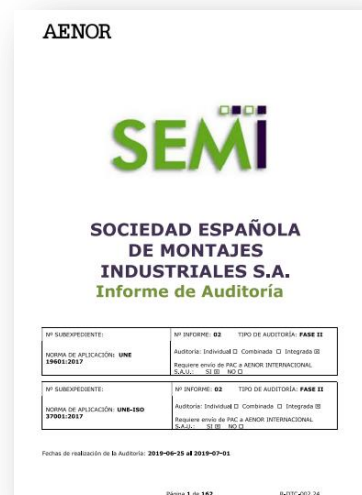 AENOR
SEMI
SOCIEDAD ESPAÑOLA
DE MONTAJES
INDUSTRIALES S.A.
Informe de Auditoría
Nº SUBEXPEDIENTE:
NORMA DE APLICACIÓN: UNE
19601:2017
Nº INFORME: 02 TIPO DE AUDITORÍA: FASE II
Auditoría: Individual ☐ Combinada ☐ Integrada ☒
Requiere envío de PAC a AENOR INTERNACIONAL
S.A.U.: SI ☒ NO ☐
Nº SUBEXPEDIENTE:
NORMA DE APLICACIÓN: UNE-ISO
37001:2017
Nº INFORME: 02 TIPO DE AUDITORÍA: FASE II
Auditoría: Individual ☐ Combinada ☐ Integrada ☒
Requiere envío de PAC a AENOR INTERNACIONAL
S.A.U.: SI ☒ NO ☐
Fechas de realización de la Auditoría: 2019-06-25 al 2019-07-01
Página 1 de 162
R-DTC-002.24